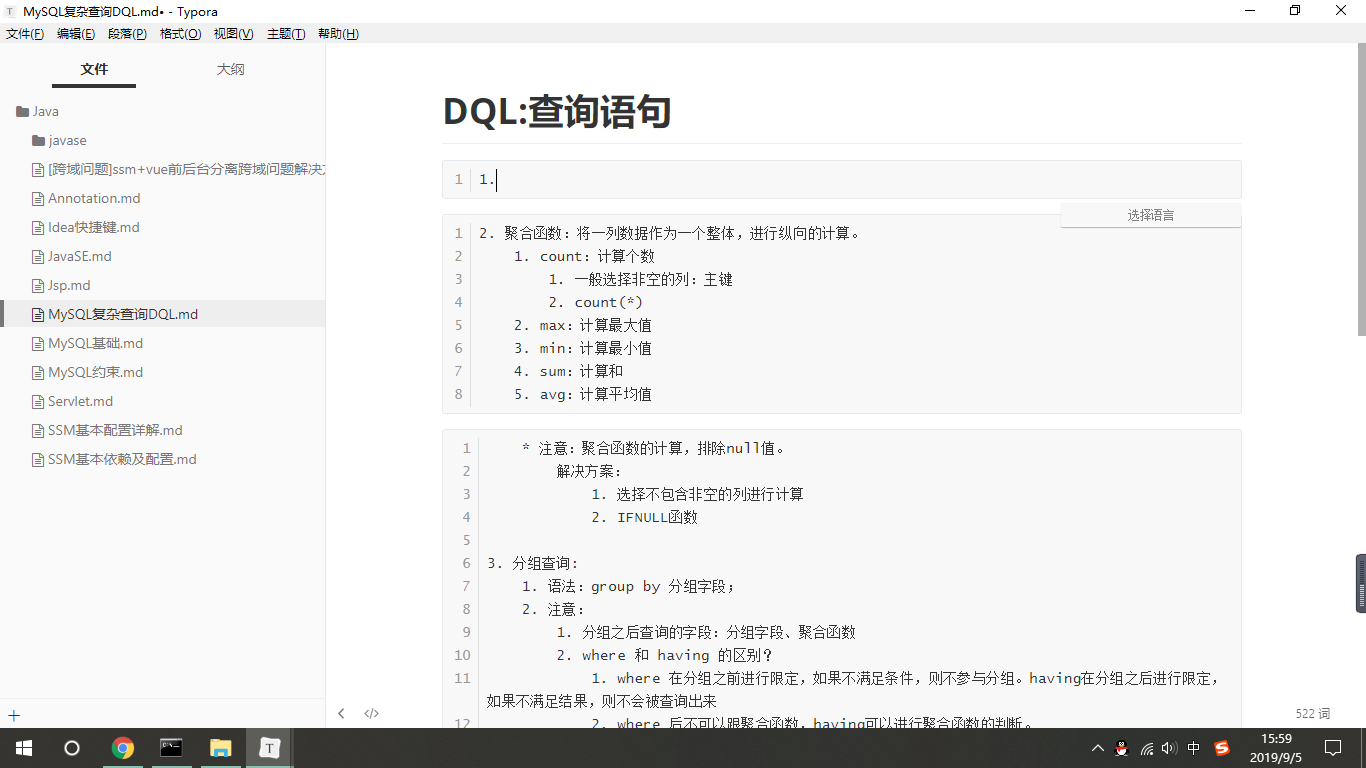 MySQL复杂查询DQL.md• - Typora
文件(F) 编辑(E) 段落(P) 格式(O) 视图(V) 主题(T) 帮助(H)
文件 大纲
Java
javase
[跨域问题]ssm+vue前后台分离跨域问题解决
Annotation.md
Idea快捷键.md
JavaSE.md
Jsp.md
MySQL复杂查询DQL.md
MySQL基础.md
MySQL约束.md
Servlet.md
SSM基本配置详解.md
SSM基本依赖及配置.md
DQL:查询语句
1 1.
选择语言
1 2. 聚合函数：将一列数据作为一个整体，进行纵向的计算。
2 1. count：计算个数
3 1. 一般选择非空的列：主键
4 2. count(*)
5 2. max：计算最大值
6 3. min：计算最小值
7 4. sum：计算和
8 5. avg：计算平均值
1 * 注意：聚合函数的计算，排除null值。
2 解决方案：
3 1. 选择不包含非空的列进行计算
4 2. IFNULL函数
5
6 3. 分组查询:
7 1. 语法：group by 分组字段；
8 2. 注意：
9 1. 分组之后查询的字段：分组字段、聚合函数
10 2. where 和 having 的区别？
11 1. where 在分组之前进行限定，如果不满足条件，则不参与分组。having在分组之后进行限定，
如果不满足结果，则不会被查询出来
12 2. where 后不可以跟聚合函数，having可以进行聚合函数的判断。
522 词
T
中
S
15:59
2019/9/5